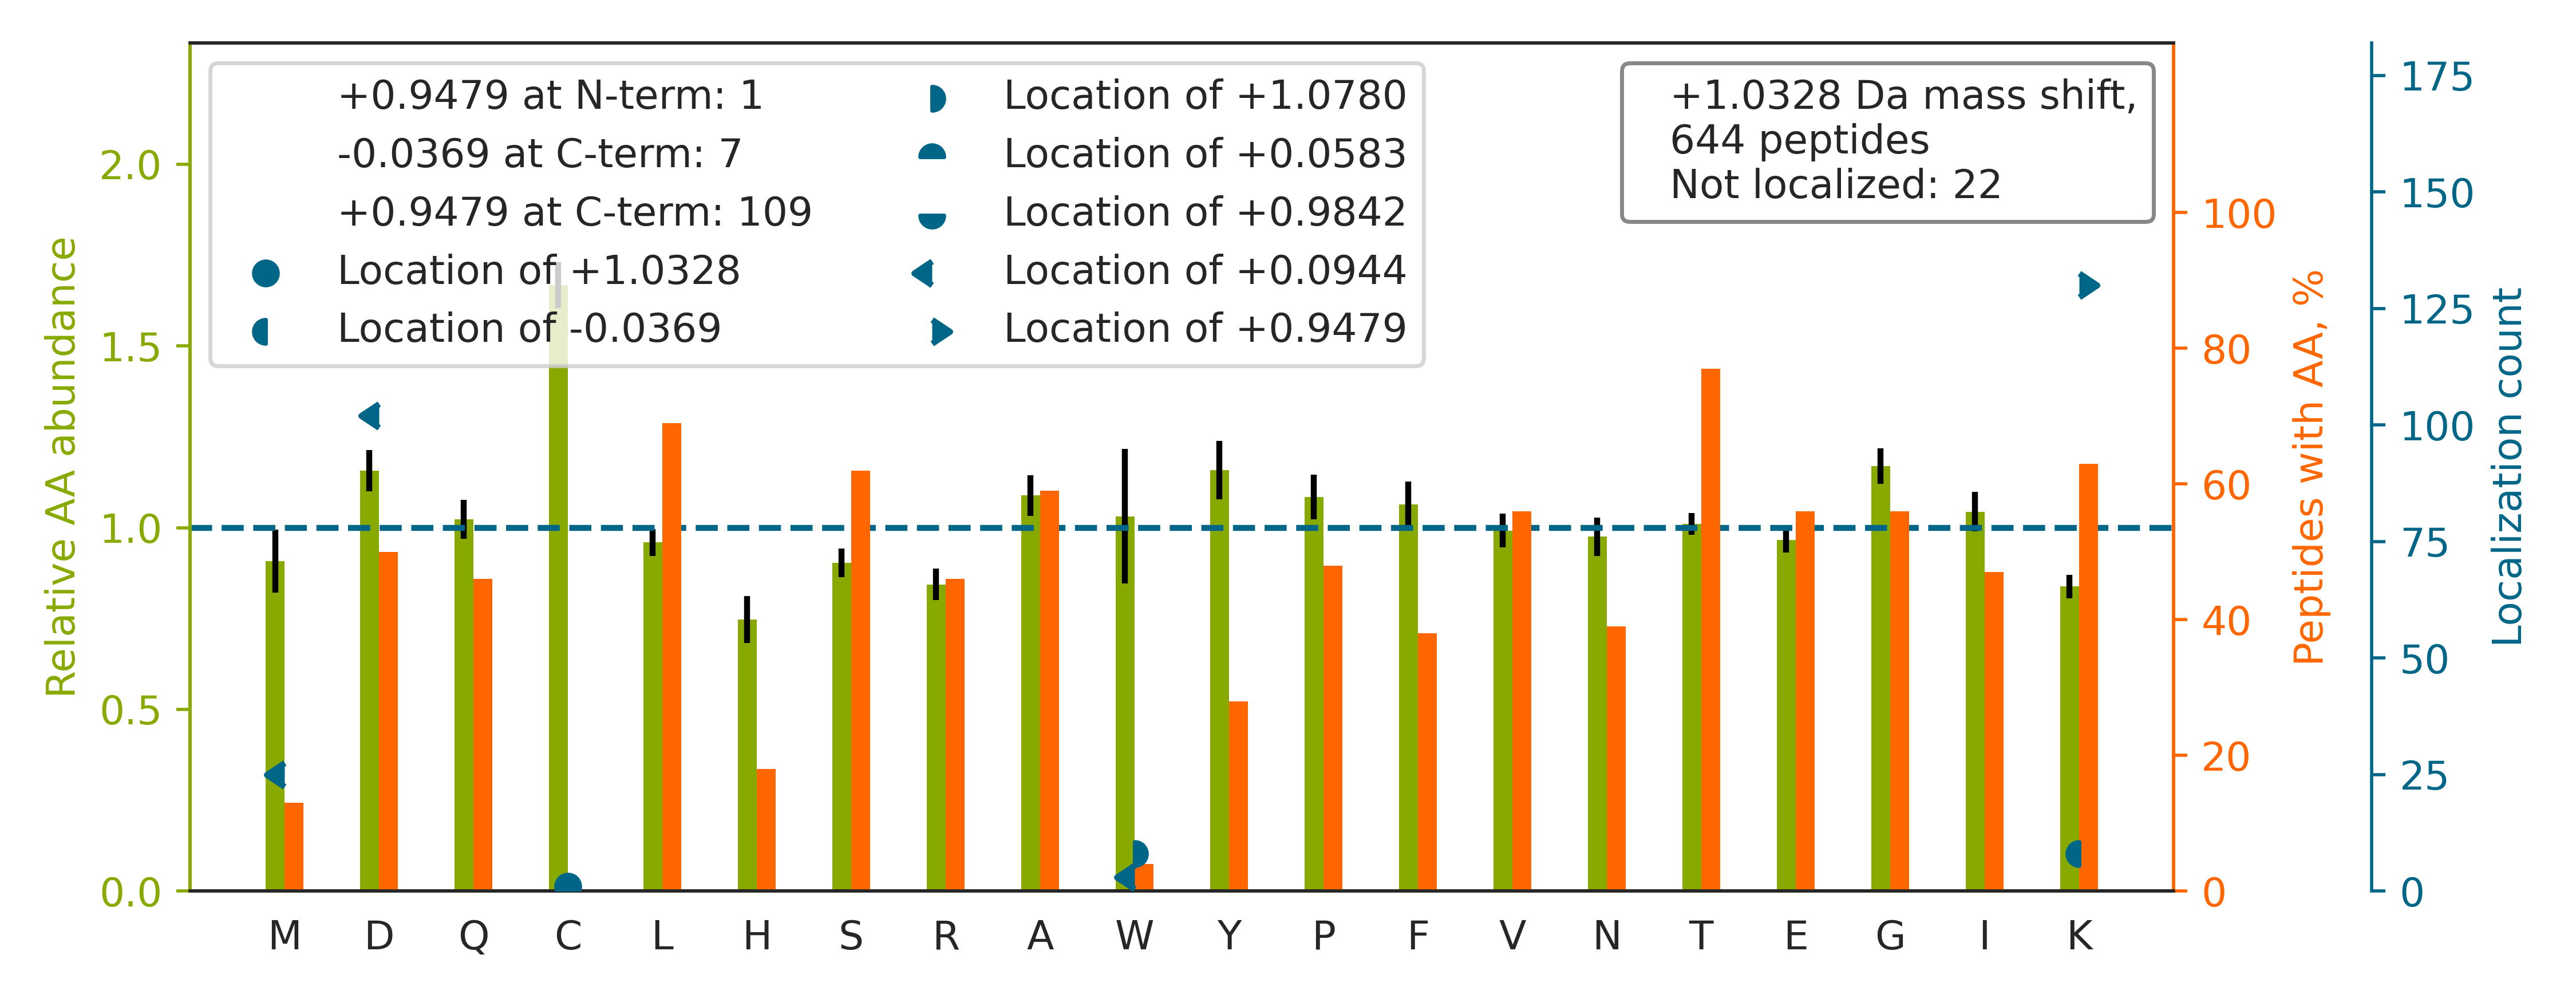 +0.9479 at N-term: 1
-0.0369 at C-term: 7
+0.9479 at C-term: 109
Location of +1.0328
Location of -0.0369
Location of +1.0780
Location of +0.0583
Location of +0.9842
Location of +0.0944
Location of +0.9479
+1.0328 Da mass shift,
644 peptides
Not localized: 22
Relative AA abundance
2.0
1.5
1.0
0.5
0.0
M D Q C L H S R A W Y P F V N T E G I K
100
80
60
40
20
0
Peptides with AA, %
175
150
125
100
75
50
25
0
Localization count